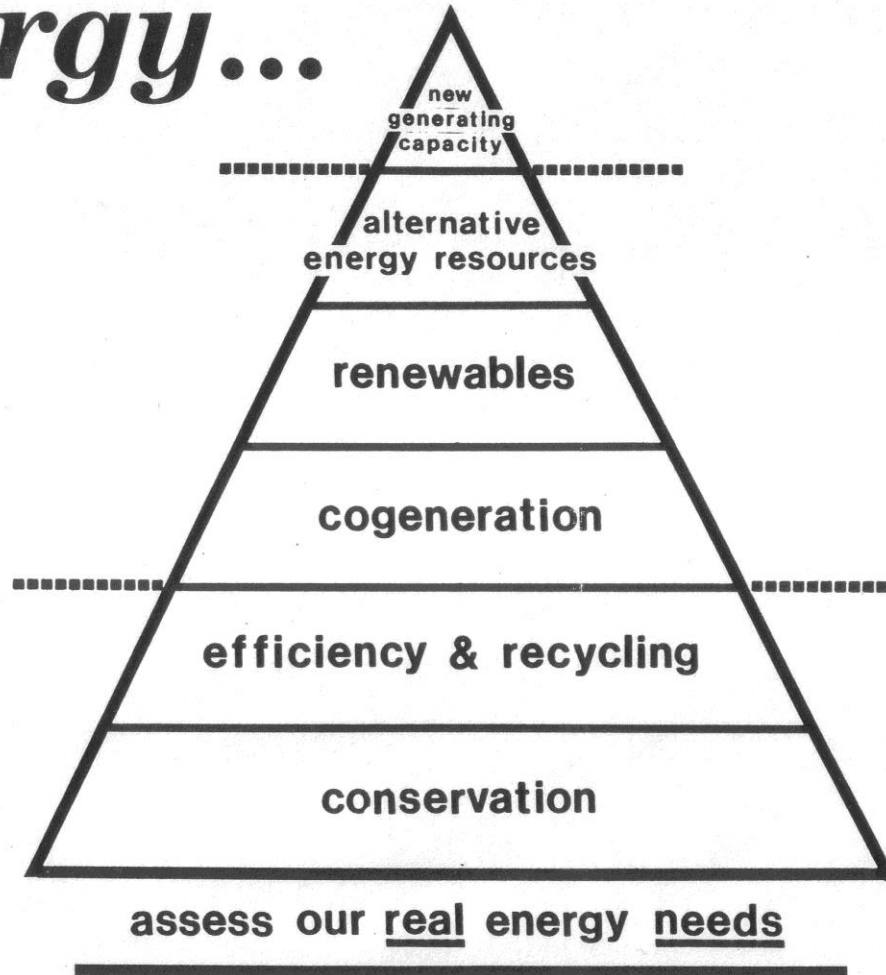 rgy...
new
generating
capacity
alternative
energy resources
renewables
cogeneration
efficiency & recycling
conservation
assess our real energy needs